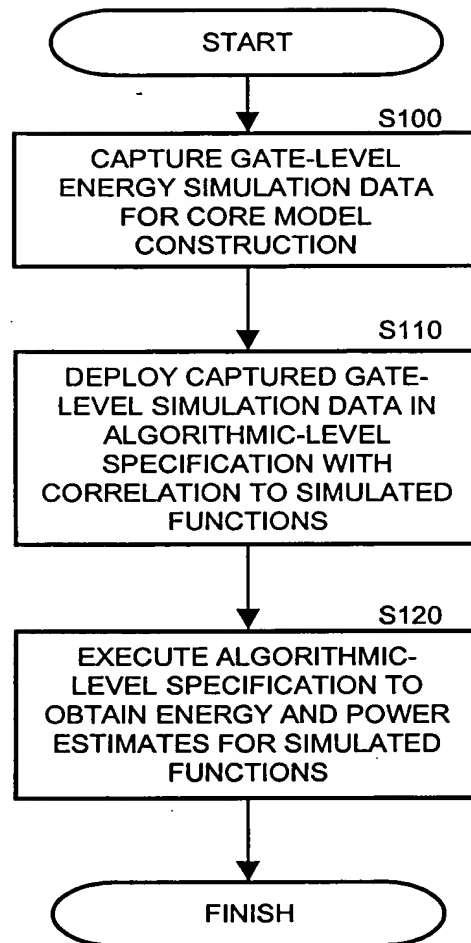 START
S100
CAPTURE GATE-LEVEL
ENERGY SIMULATION DATA
FOR CORE MODEL
CONSTRUCTION
S110
DEPLOY CAPTURED GATE-
LEVEL SIMULATION DATA IN
ALGORITHMIC-LEVEL
SPECIFICATION WITH
CORRELATION TO SIMULATED
FUNCTIONS
S120
EXECUTE ALGORITHMIC-
LEVEL SPECIFICATION TO
OBTAIN ENERGY AND POWER
ESTIMATES FOR SIMULATED
FUNCTIONS
FINISH